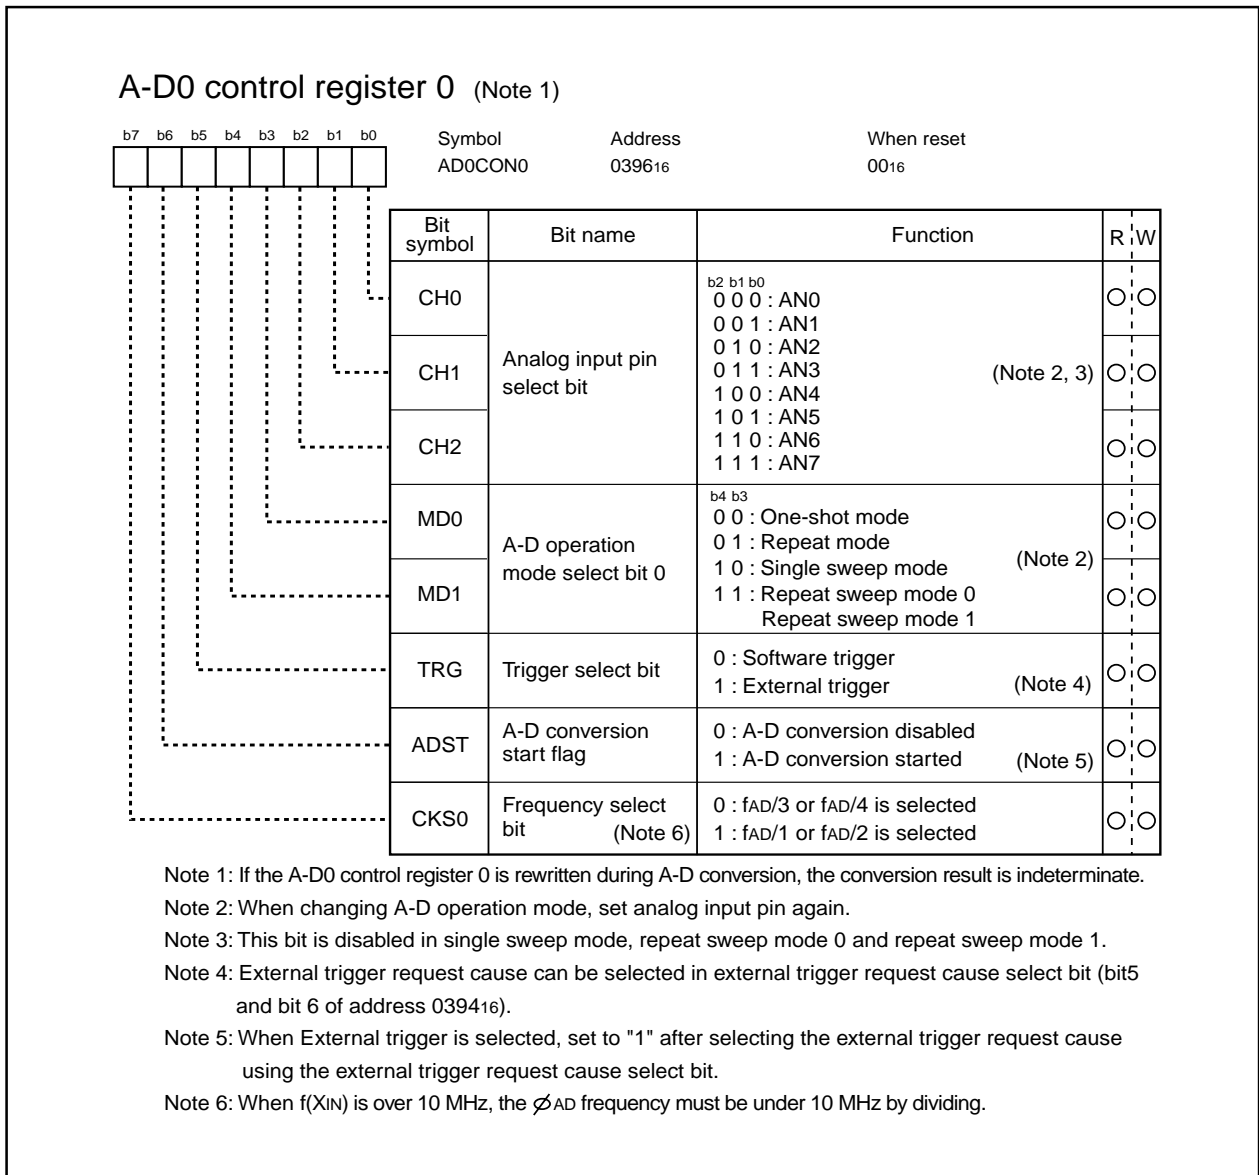 A-D0 control register 0 (Note 1)
b7 b6 b5 b4 b3 b2 b1 b0
Symbol Address When reset
AD0CON0 039616 0016
Bit symbol Bit name Function R W
CH0
CH1
CH2
Analog input pin
select bit
b2 b1 b0
0 0 0 : AN0
0 0 1 : AN1
0 1 0 : AN2
0 1 1 : AN3
1 0 0 : AN4
1 0 1 : AN5
1 1 0 : AN6
1 1 1 : AN7
(Note 2, 3)
MD0
MD1
A-D operation
mode select bit 0
b4 b3
0 0 : One-shot mode
0 1 : Repeat mode
1 0 : Single sweep mode
1 1 : Repeat sweep mode 0
Repeat sweep mode 1
(Note 2)
TRG
Trigger select bit
0 : Software trigger
1 : External trigger (Note 4)
ADST
A-D conversion
start flag
0 : A-D conversion disabled
1 : A-D conversion started (Note 5)
CKS0
Frequency select
bit (Note 6)
0 : fAD/3 or fAD/4 is selected
1 : fAD/1 or fAD/2 is selected
Note 1: If the A-D0 control register 0 is rewritten during A-D conversion, the conversion result is indeterminate.
Note 2: When changing A-D operation mode, set analog input pin again.
Note 3: This bit is disabled in single sweep mode, repeat sweep mode 0 and repeat sweep mode 1.
Note 4: External trigger request cause can be selected in external trigger request cause select bit (bit5
and bit 6 of address 039416).
Note 5: When External trigger is selected, set to "1" after selecting the external trigger request cause
using the external trigger request cause select bit.
Note 6: When f(XIN) is over 10 MHz, the ØAD frequency must be under 10 MHz by dividing.